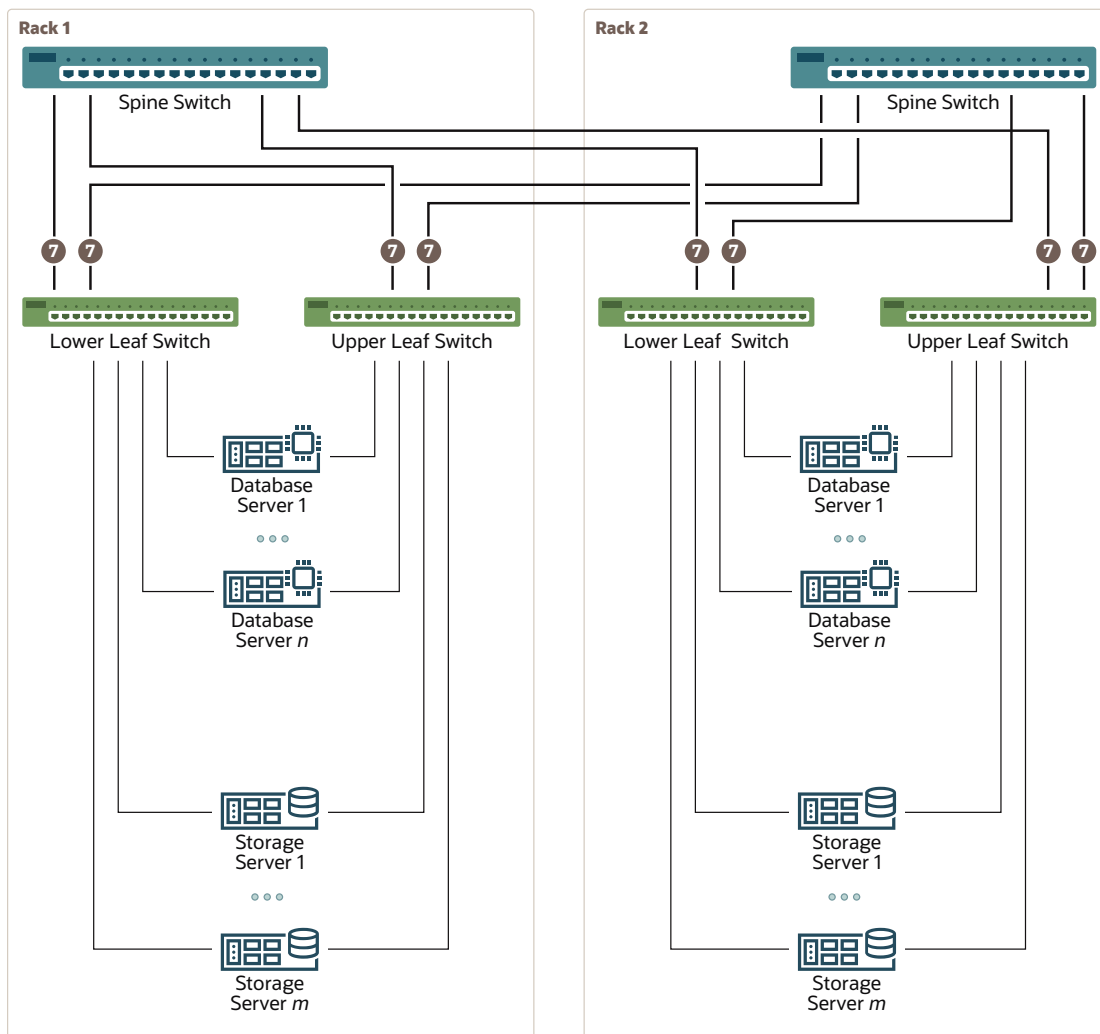 Rack 1
Rack 2
Spine Switch
Spine Switch
7
7
7
7
7
7
7
7
Lower Leaf Switch
Upper Leaf Switch
Lower Leaf Switch
Upper Leaf Switch
Database
Server 1
Database
Server 1
Database
Server n
Database
Server n
Storage
Server 1
Storage
Server 1
Storage
Server m
Storage
Server m